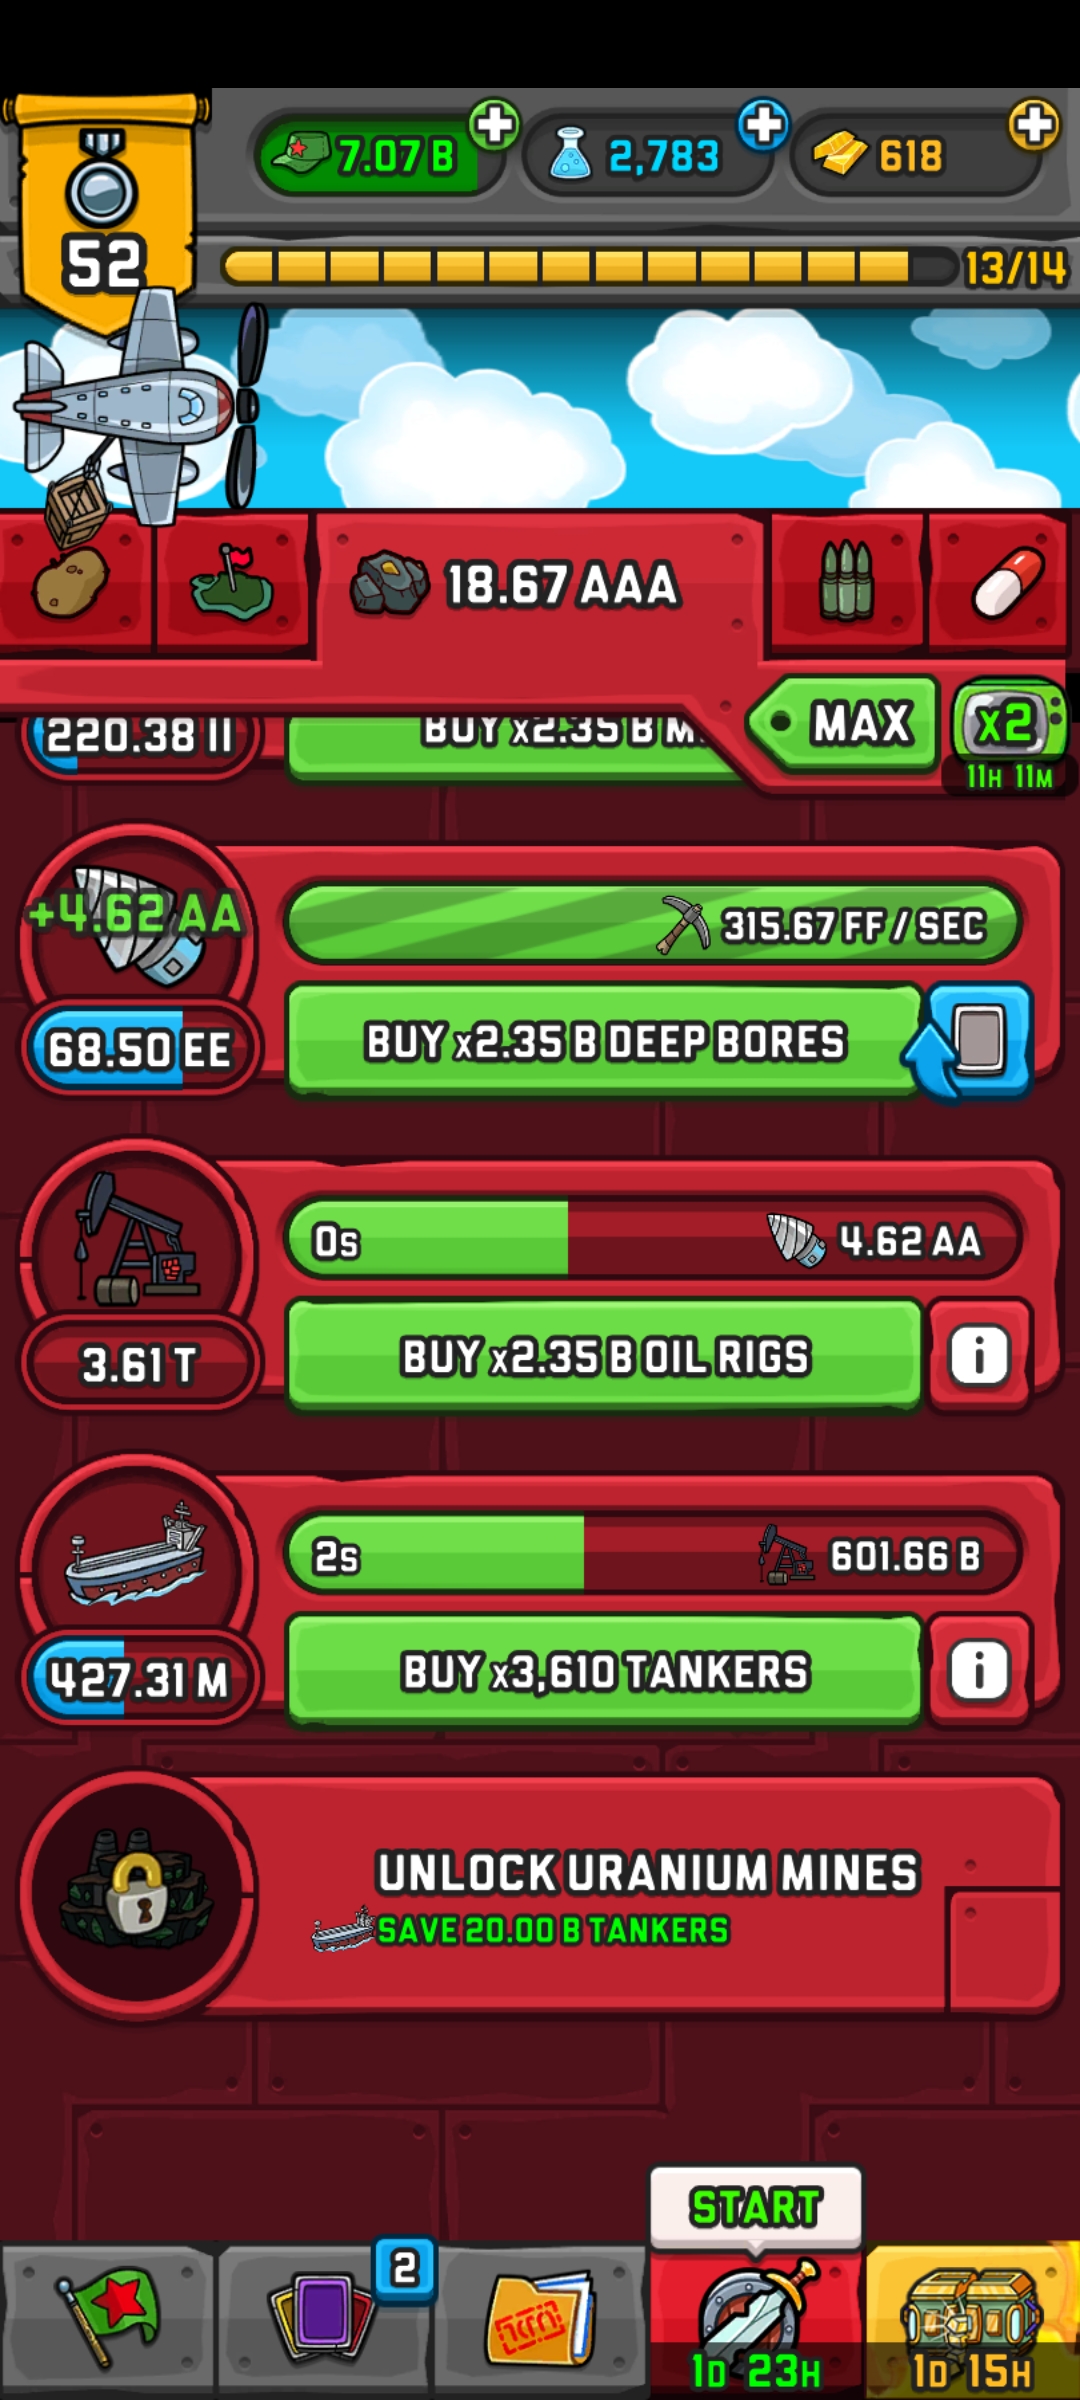 7.07 B
2,783
618
52
13/14
18.67 AAA
MAX
x2
11H 11M
220.38 II
BUY x2.35 B M
+4.62 AA
315.67 FF / SEC
68.50 EE
BUY x2.35 B DEEP BORES
0s
4.62 AA
3.61 T
BUY x2.35 B OIL RIGS
i
2s
601.66 B
427.31 M
BUY x3,610 TANKERS
i
UNLOCK URANIUM MINES
SAVE 20.00 B TANKERS
START
2
1D 23H
1D 15H